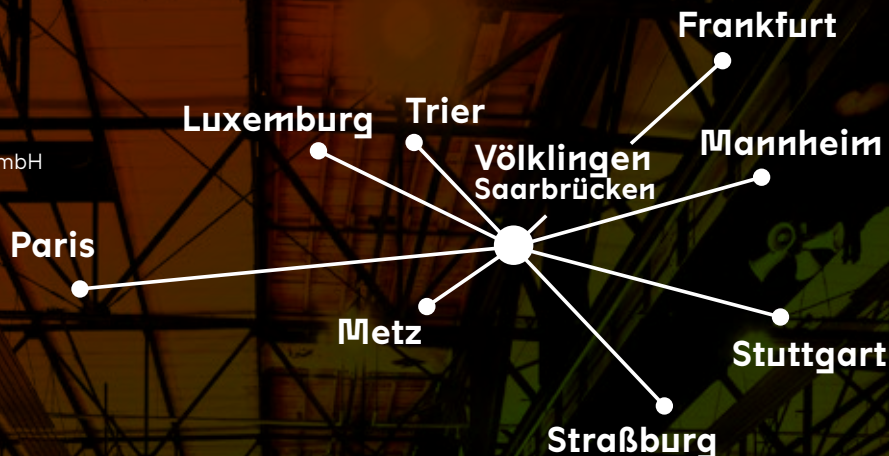 Frankfurt
Luxemburg
Trier
Völklingen
Mannheim
mbH
Saarbrücken
Paris
Metz
Stuttgart
Straßburg